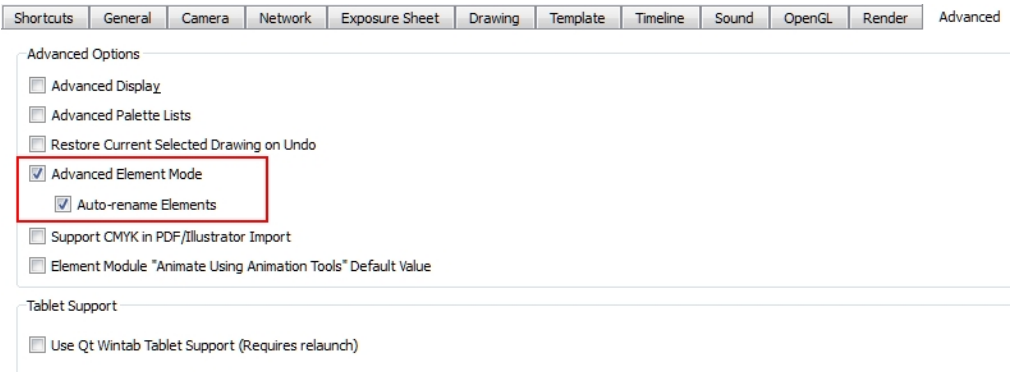 Shortcuts General Camera Network Exposure Sheet Drawing Template Timeline Sound OpenGL Render Advanced
Advanced Options
Advanced Display
Advanced Palette Lists
Restore Current Selected Drawing on Undo
Advanced Element Mode
Auto-rename Elements
Support CMYK in PDF/Illustrator Import
Element Module "Animate Using Animation Tools" Default Value
Tablet Support
Use Qt Wintab Tablet Support (Requires relaunch)